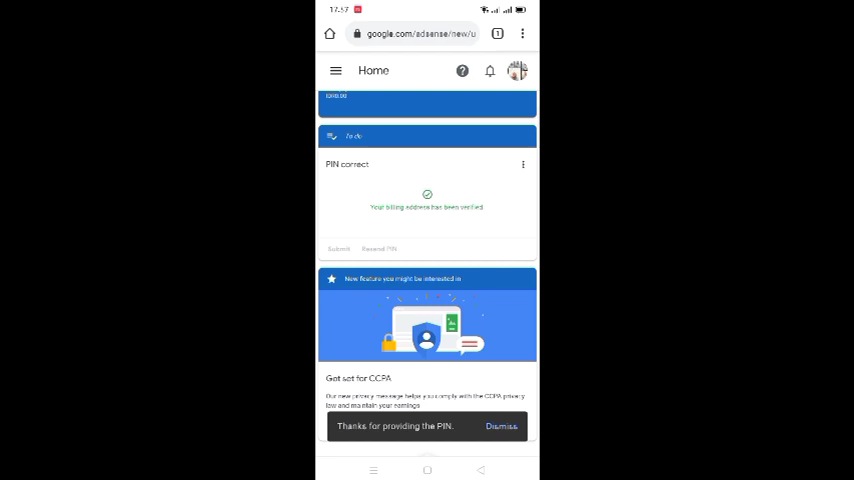 17:57
google.com/adsense/new/u
1
Home
To do
PIN correct
Your billing address has been verified.
Submit Resend PIN
New feature you might be interested in
Get set for CCPA
Our new privacy message helps you comply with the CCPA privacy
law and maintain your earnings
Thanks for providing the PIN. Dismiss